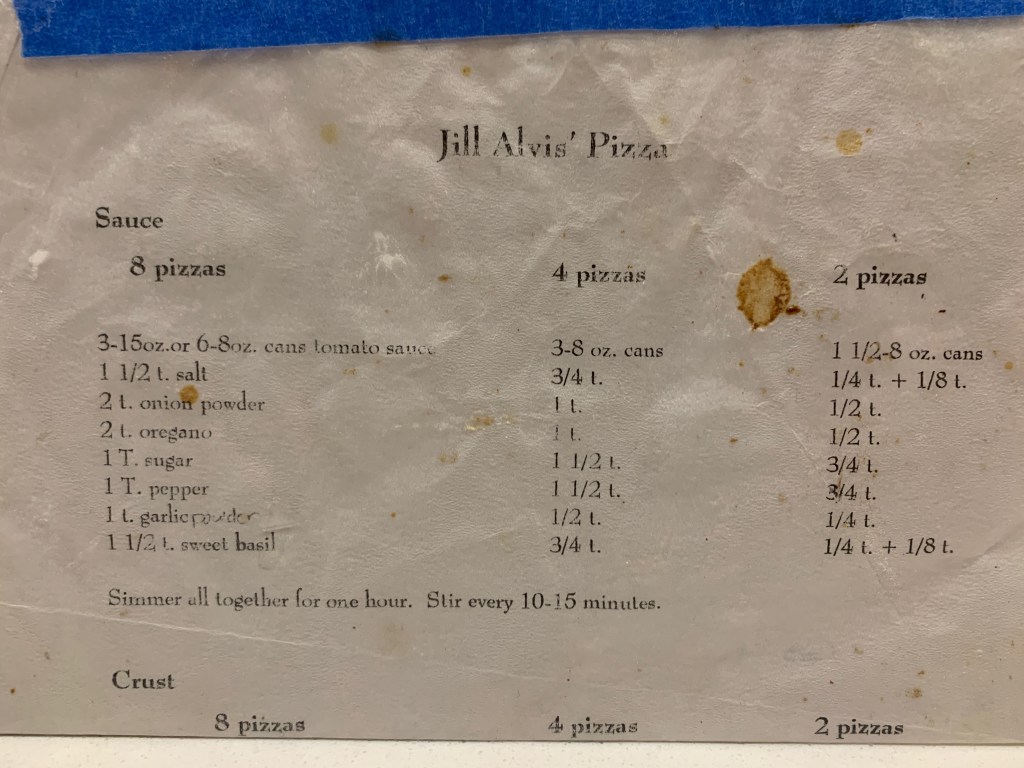 Jill Alvis' Pizza
Sauce
8 pizzas 4 pizzas 2 pizzas
3-15oz.or 6-8oz. cans tomato sauce 3-8 oz. cans 1 1/2-8 oz. cans
1 1/2 t. salt 3/4 t. 1/4 t. + 1/8 t.
2 t. onion powder 1 t. 1/2 t.
2 t. oregano 1 t. 1/2 t.
1 T. sugar 1 1/2 t. 3/4 t.
1 T. pepper 1 1/2 t. 3/4 t.
1 t. garlic powder 1/2 t. 1/4 t.
1 1/2 t. sweet basil 3/4 t. 1/4 t. + 1/8 t.
Simmer all together for one hour. Stir every 10-15 minutes.
Crust
8 pizzas 4 pizzas 2 pizzas